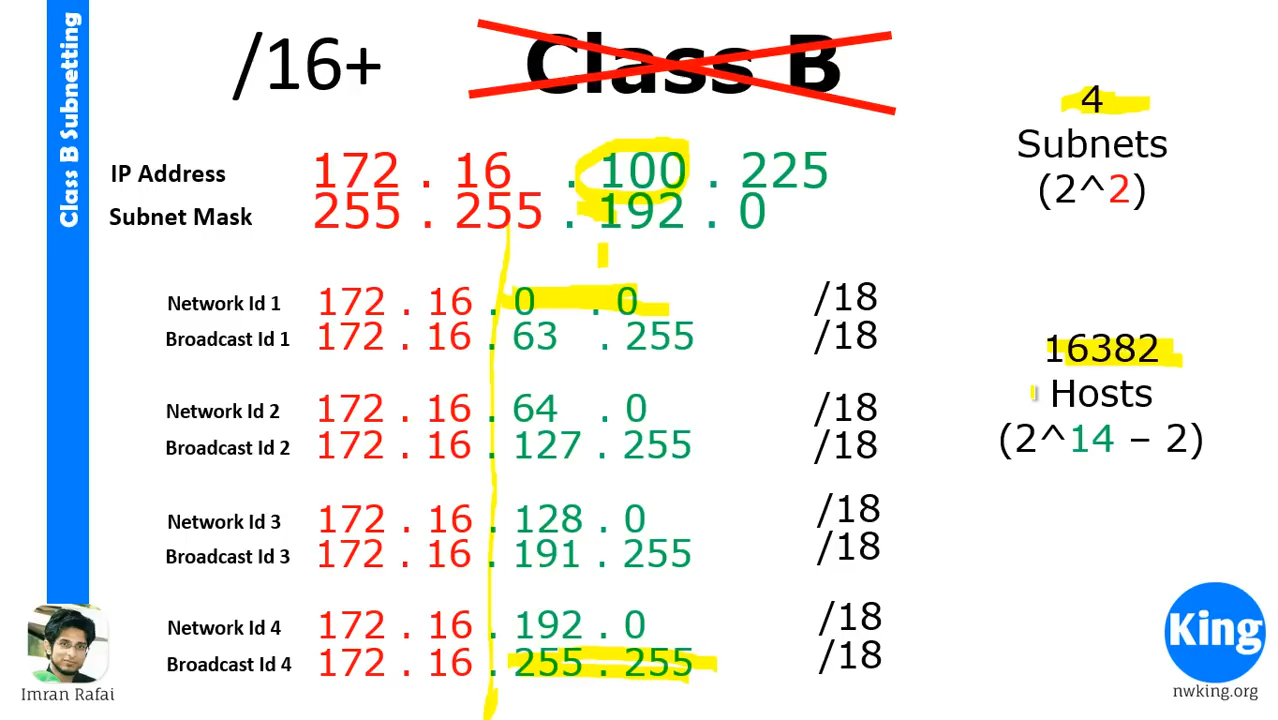 Class B Subnetting
/16+ Class B
IP Address 172 . 16 . 100 . 225
Subnet Mask 255 . 255 . 192 . 0
Network Id 1 172 . 16 . 0 . 0 /18
Broadcast Id 1 172 . 16 . 63 . 255 /18
Network Id 2 172 . 16 . 64 . 0 /18
Broadcast Id 2 172 . 16 . 127 . 255 /18
Network Id 3 172 . 16 . 128 . 0 /18
Broadcast Id 3 172 . 16 . 191 . 255 /18
Network Id 4 172 . 16 . 192 . 0 /18
Broadcast Id 4 172 . 16 . 255 . 255 /18
4
Subnets
(2^2)
16382
Hosts
(2^14 – 2)
Imran Rafai
King
nwking.org